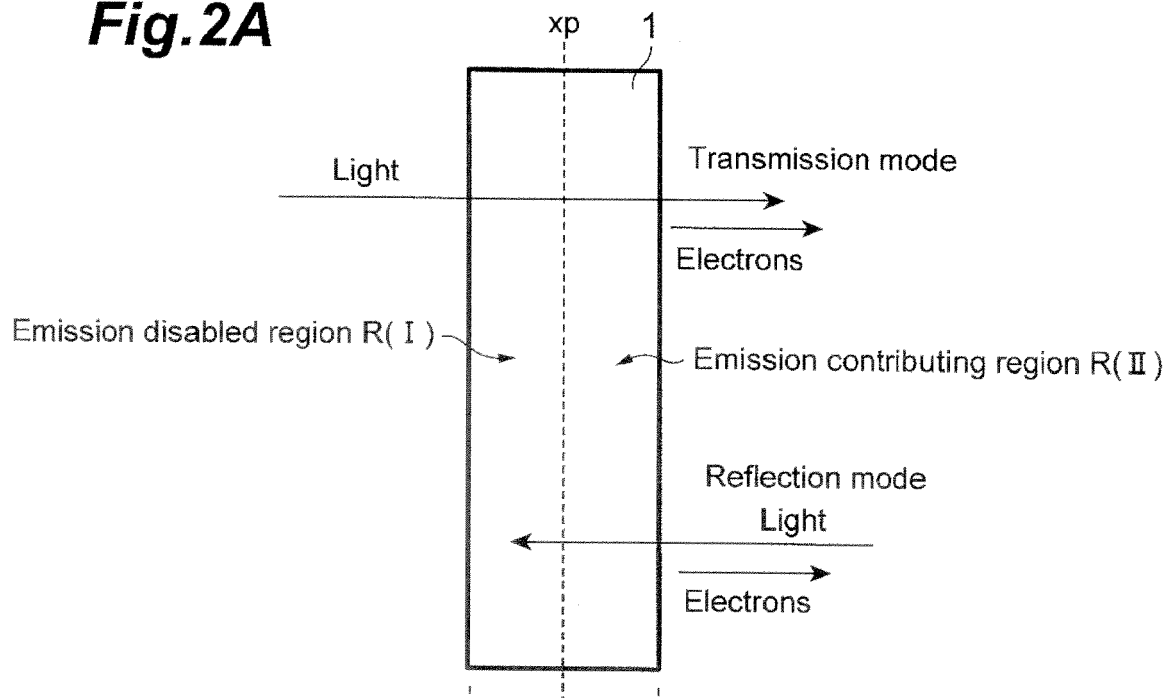 Fig.2A
xp
1
Light
Transmission mode
Electrons
Emission disabled region R(Ⅰ)
Emission contributing region R(Ⅱ)
Reflection mode
Light
Electrons